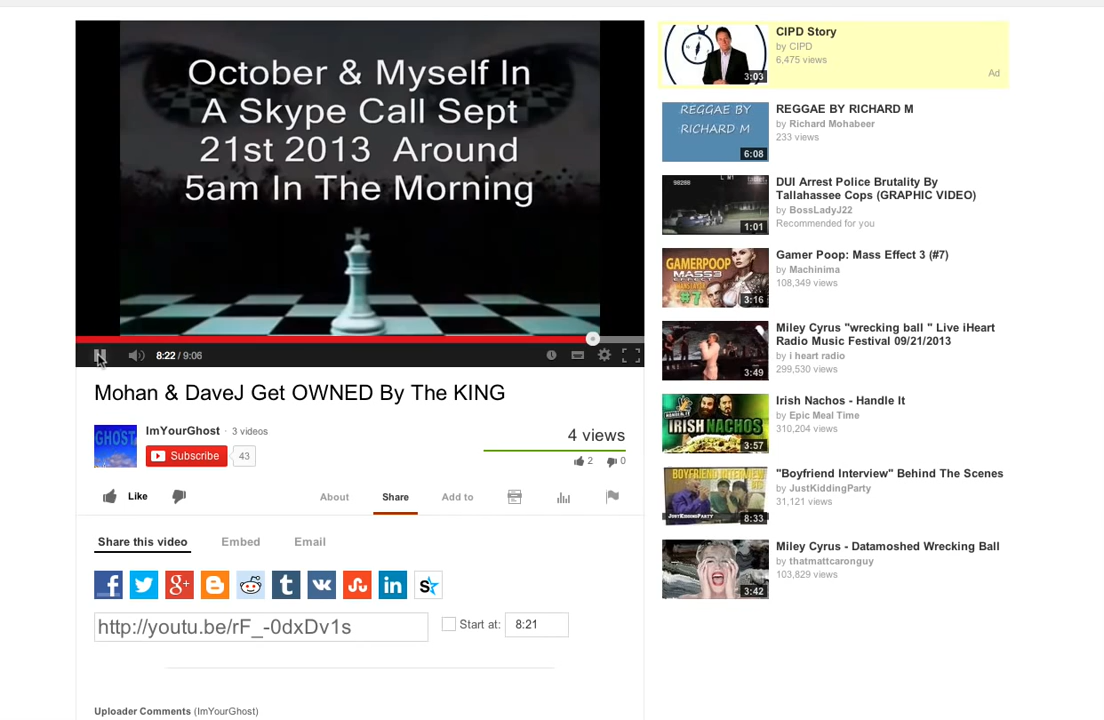 October & Myself In
A Skype Call Sept
21st 2013 Around
5am In The Morning
8:22 / 9:06
Mohan & DaveJ Get OWNED By The KING
GHOST
ImYourGhost · 3 videos
Subscribe 43
4 views
2 0
Like
About Share Add to
Share this video Embed Email
http://youtu.be/rF_-0dxDv1s
Start at: 8:21
Uploader Comments (ImYourGhost)
3:03
CIPD Story
by CIPD
6,475 views
Ad
REGGAE BY
RICHARD M
6:08
REGGAE BY RICHARD M
by Richard Mohabeer
233 views
1:01
DUI Arrest Police Brutality By
Tallahassee Cops (GRAPHIC VIDEO)
by BossLadyJ22
Recommended for you
GAMERPOOP
MASS EFFECT
#7
3:16
Gamer Poop: Mass Effect 3 (#7)
by Machinima
108,349 views
3:49
Miley Cyrus "wrecking ball " Live iHeart
Radio Music Festival 09/21/2013
by i heart radio
299,530 views
IRISH NACHOS
3:57
Irish Nachos - Handle It
by Epic Meal Time
310,204 views
BOYFRIEND INTERVIEW
JUSTKIDDINGPARTY
8:33
"Boyfriend Interview" Behind The Scenes
by JustKiddingParty
31,121 views
3:42
Miley Cyrus - Datamoshed Wrecking Ball
by thatmattcaronguy
103,829 views